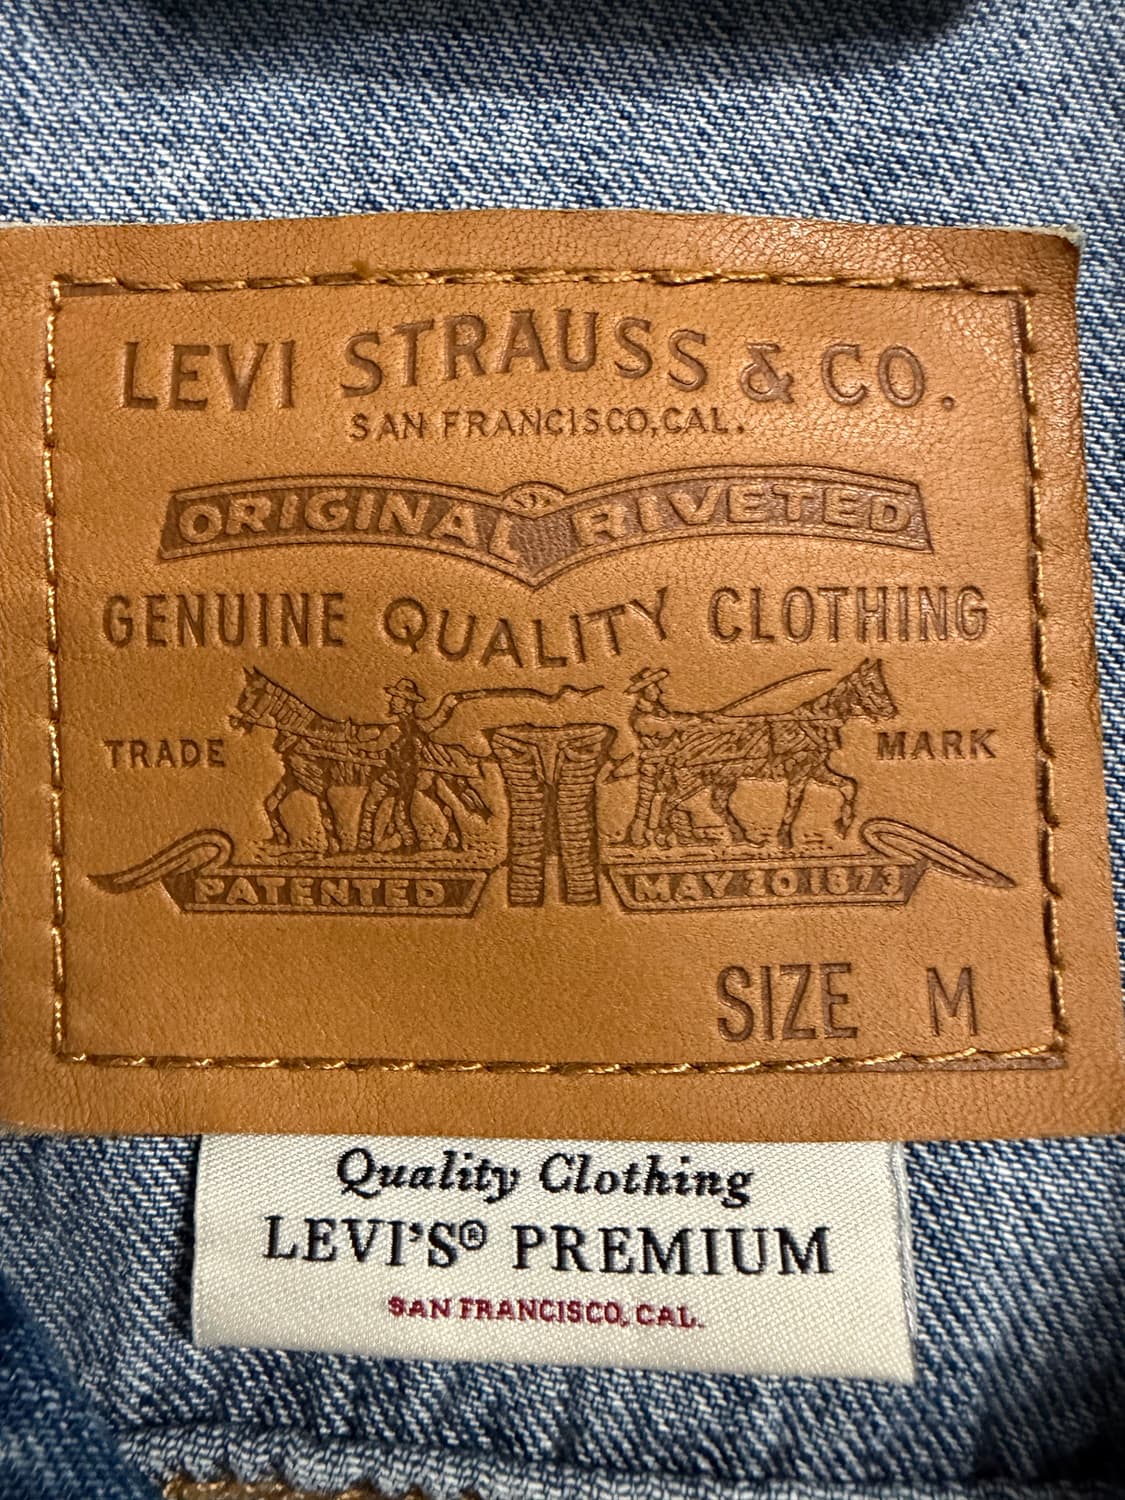 LEVI STRAUSS & CO.
SAN FRANCISCO, CAL.
ORIGINAL RIVETED
GENUINE QUALITY CLOTHING
TRADE MARK
PATENTED MAY 20 1873
SIZE M
Quality Clothing
LEVI'S® PREMIUM
SAN FRANCISCO, CAL.